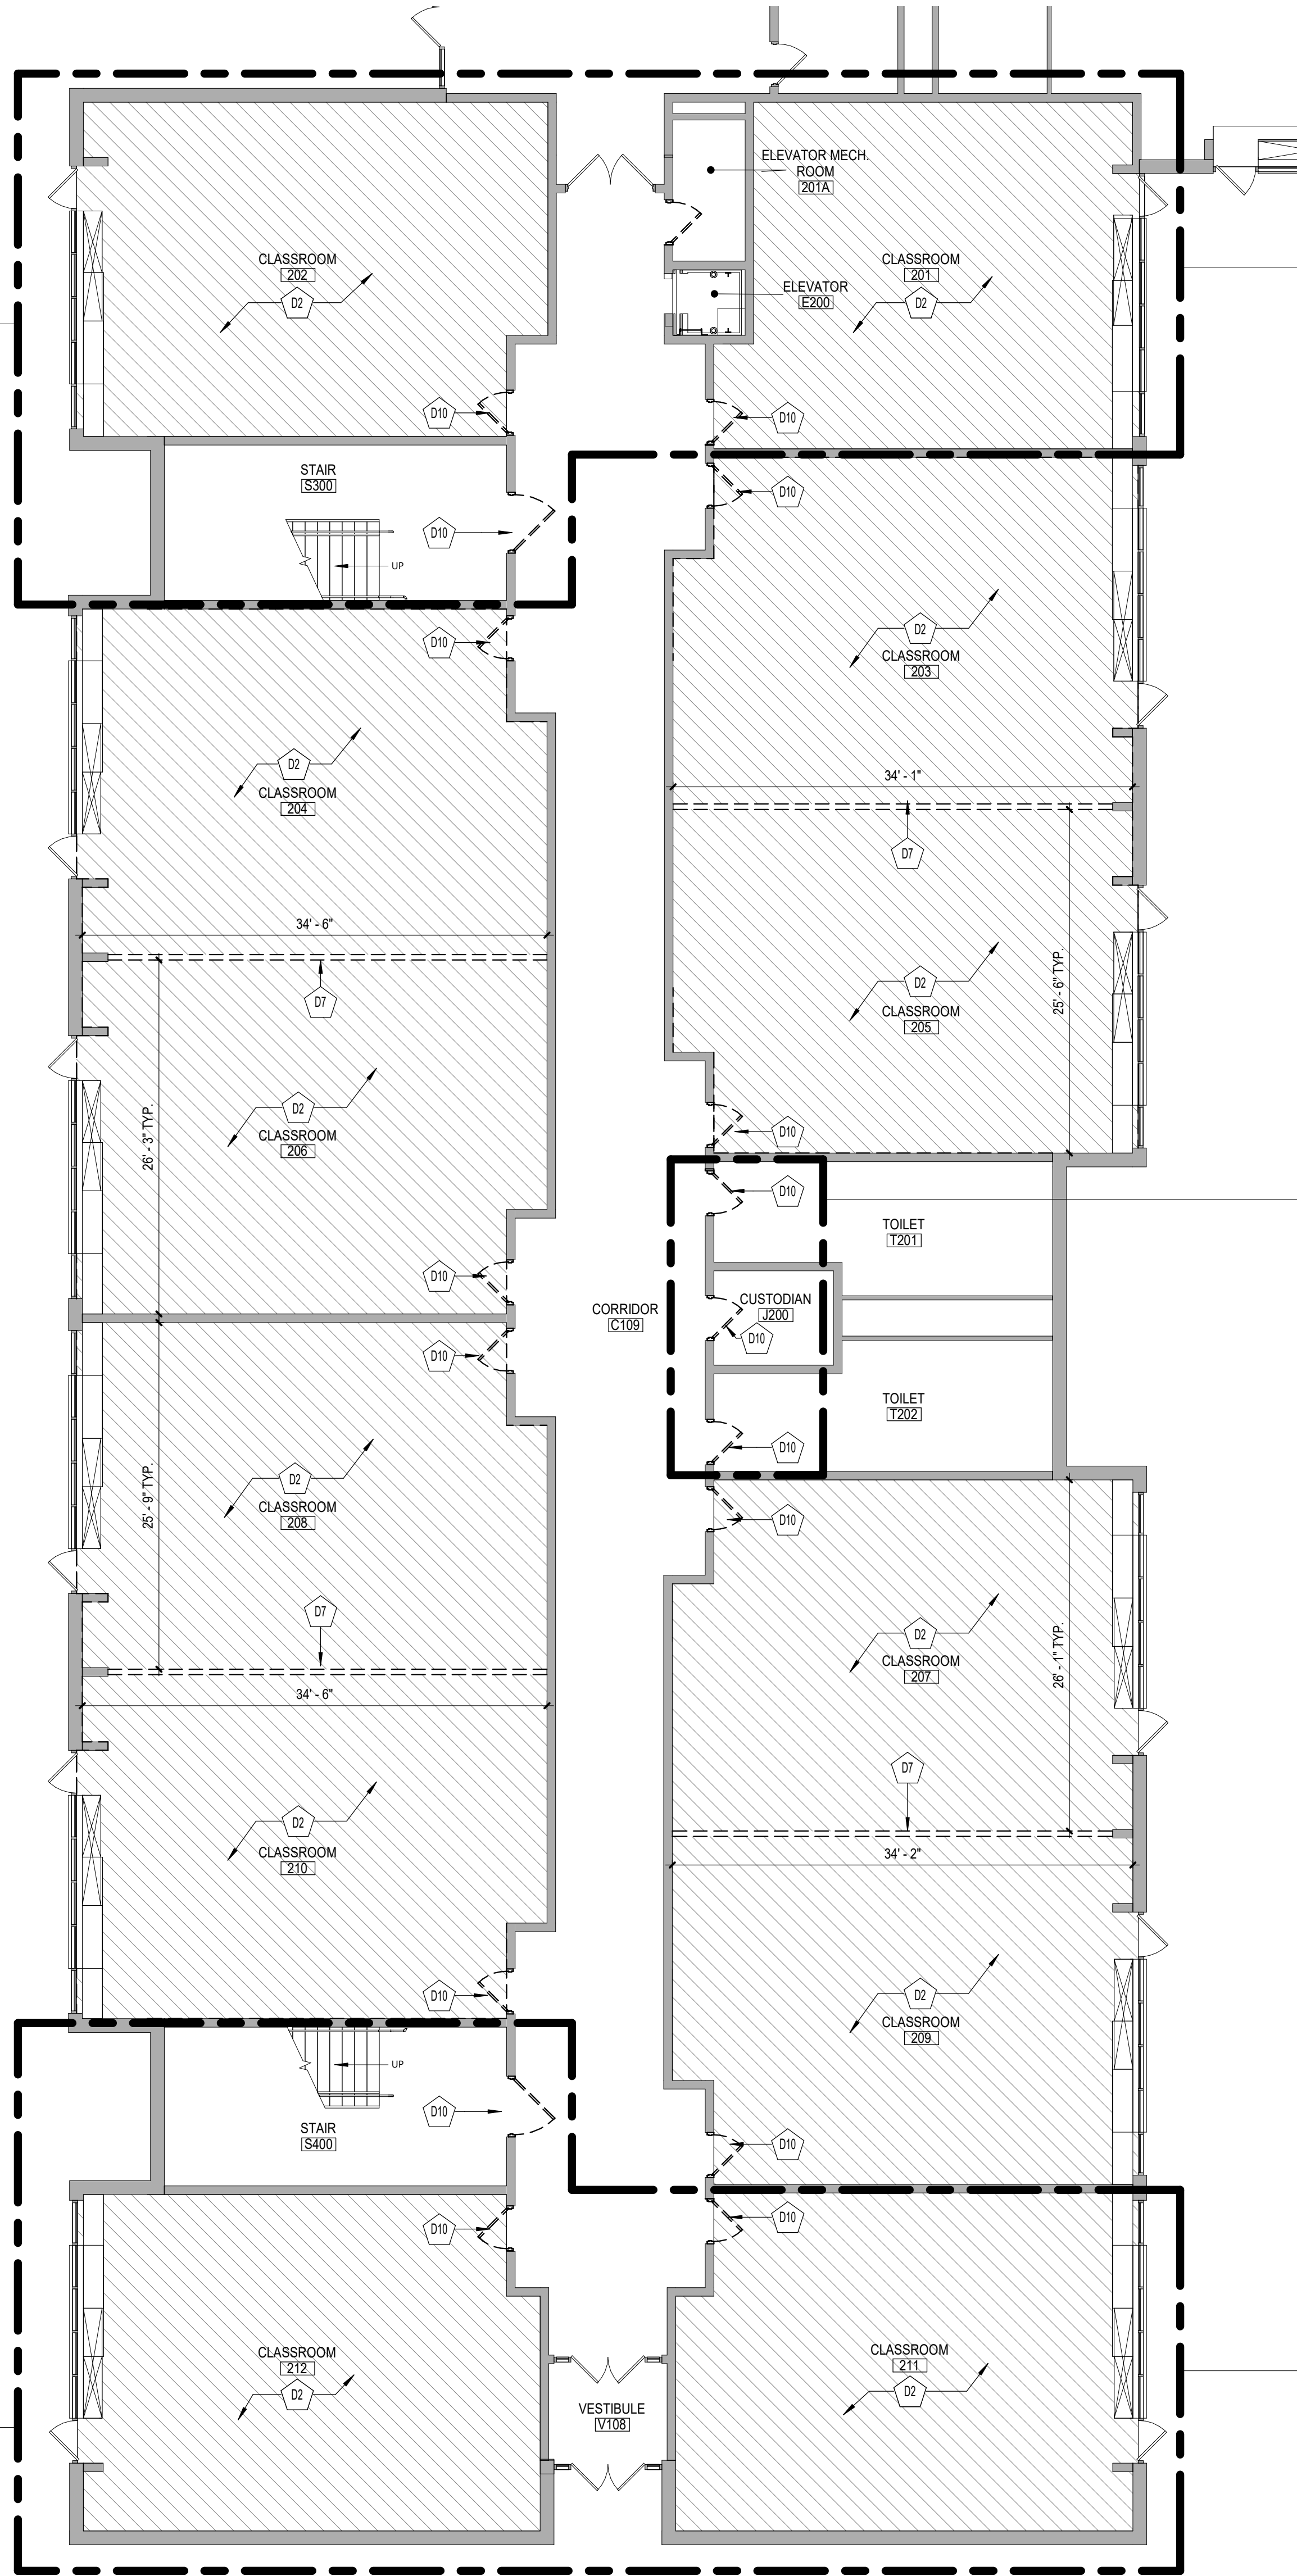 ELEVATOR MECH.
ROOM
201A
CLASSROOM
202
D2
CLASSROOM
201
D2
ELEVATOR
E200
D10
D10
STAIR
S300
D10
D10
UP
D10
D2
CLASSROOM
203
D2
CLASSROOM
204
34' - 1"
D7
34' - 6"
D7
D2
CLASSROOM
205
25' - 6" TYP.
D2
CLASSROOM
206
26' - 3" TYP.
D10
D10
TOILET
T201
D10
CORRIDOR
C109
CUSTODIAN
J200
D10
D10
TOILET
T202
D10
D2
CLASSROOM
208
25' - 9" TYP.
D10
D7
D2
CLASSROOM
207
26' - 1" TYP.
34' - 6"
D7
D2
CLASSROOM
210
34' - 2"
D10
D2
CLASSROOM
209
UP
D10
STAIR
S400
D10
D10
D10
CLASSROOM
212
D2
CLASSROOM
211
D2
VESTIBULE
V108